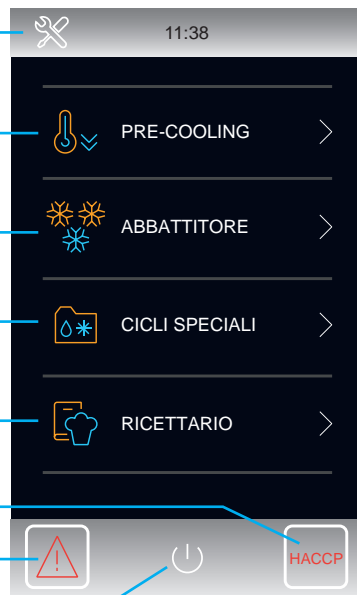 11:38
PRE-COOLING
ABBATTITORE
CICLI SPECIALI
RICETTARIO
HACCP